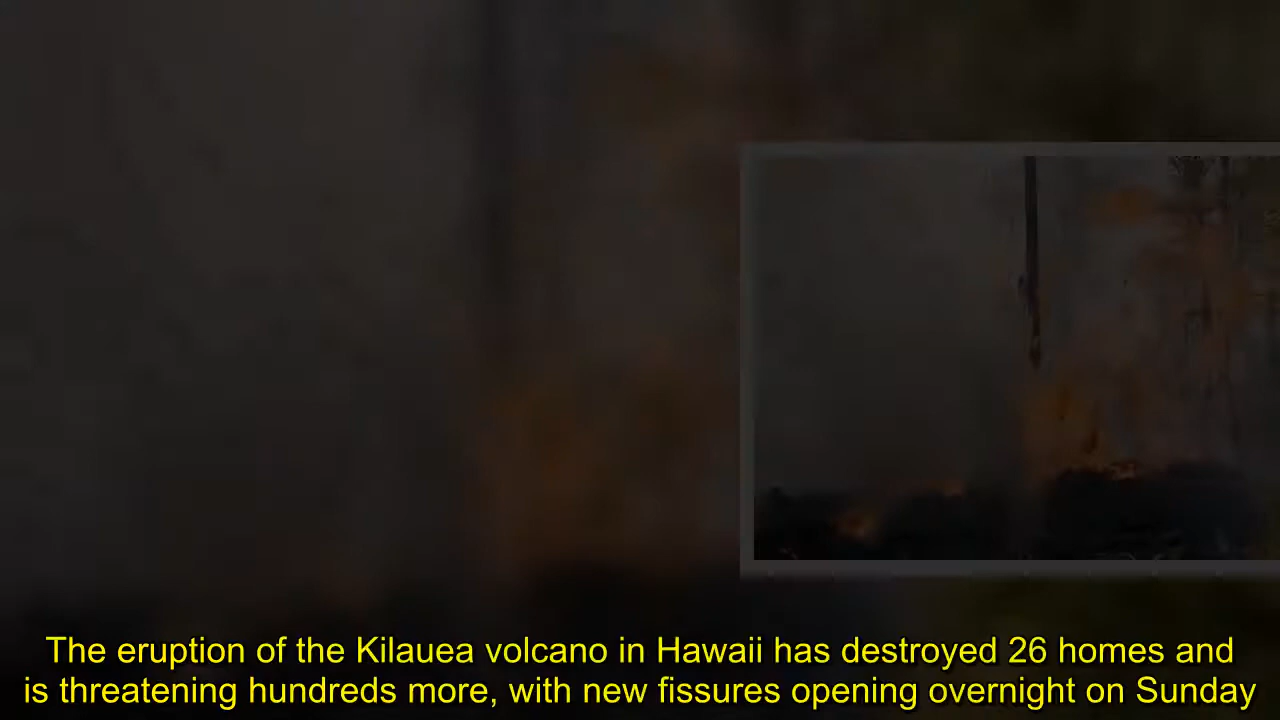 The eruption of the Kilauea volcano in Hawaii has destroyed 26 homes and
is threatening hundreds more, with new fissures opening overnight on Sunday